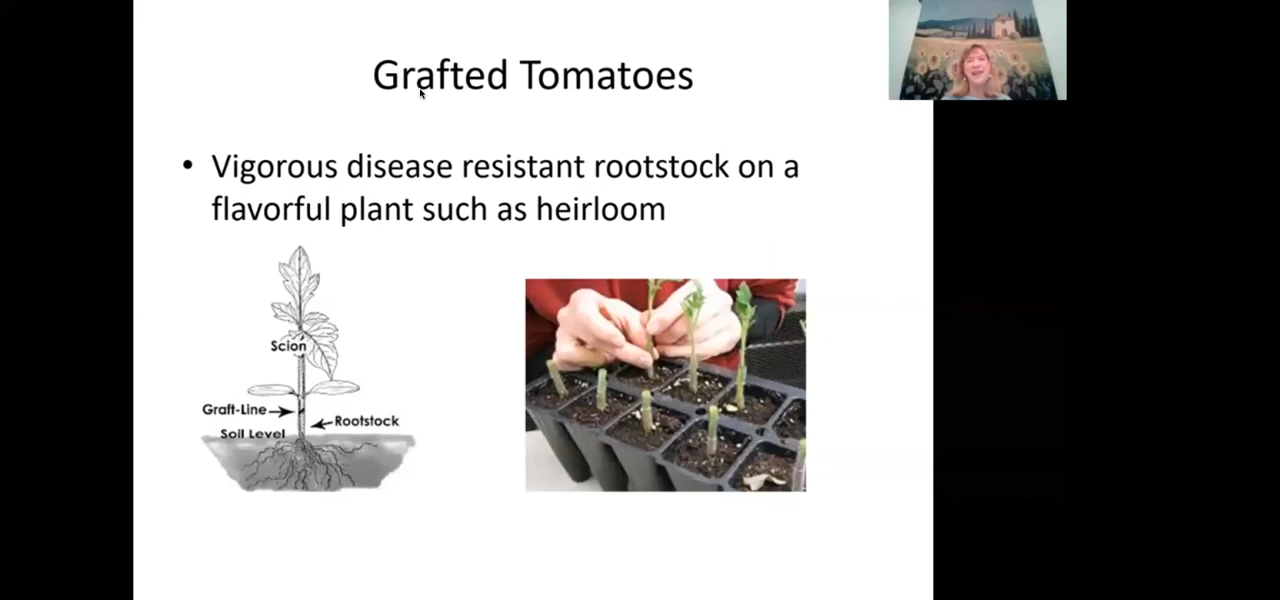 Grafted Tomatoes
• Vigorous disease resistant rootstock on a
flavorful plant such as heirloom
Scion
Graft-Line
Rootstock
Soil Level